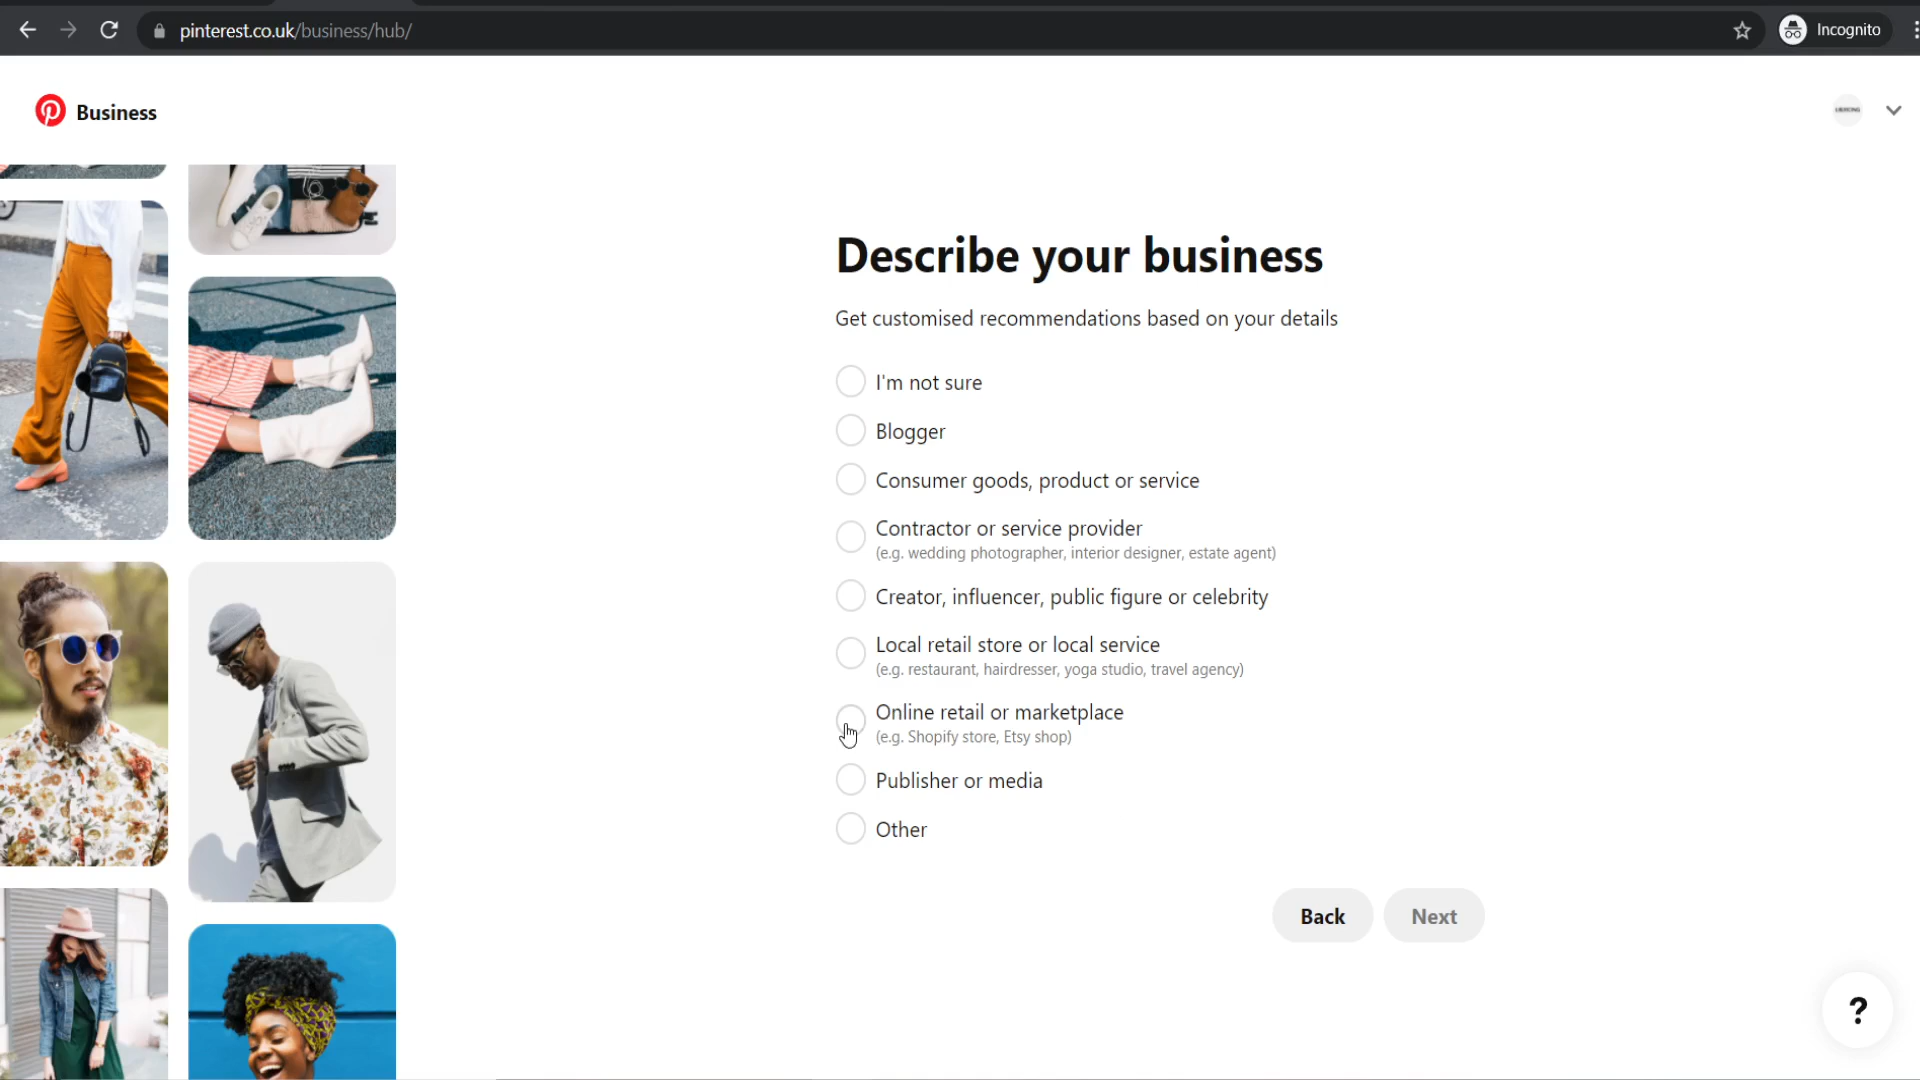 pinterest.co.uk/business/hub/
Incognito
Business
Describe your business
Get customised recommendations based on your details
I'm not sure
Blogger
Consumer goods, product or service
Contractor or service provider
(e.g. wedding photographer, interior designer, estate agent)
Creator, influencer, public figure or celebrity
Local retail store or local service
(e.g. restaurant, hairdresser, yoga studio, travel agency)
Online retail or marketplace
(e.g. Shopify store, Etsy shop)
Publisher or media
Other
Back
Next
?